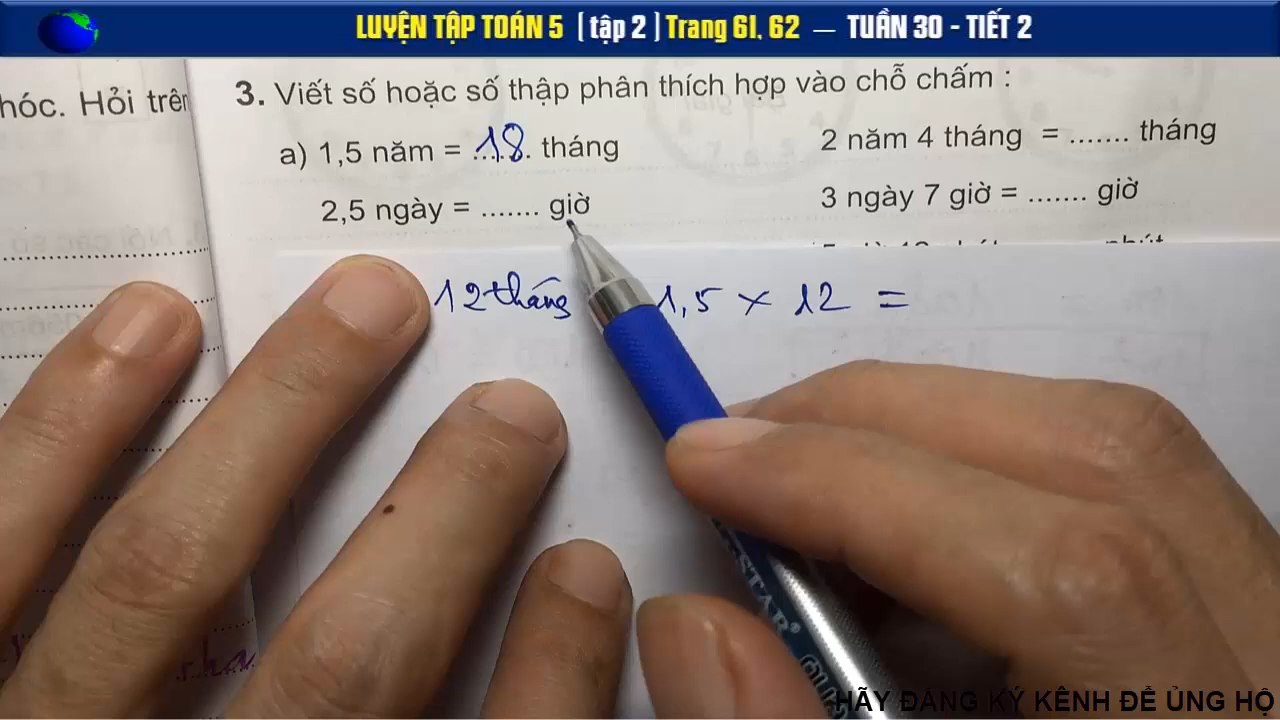 LUYỆN TẬP TOÁN 5 ( tập 2 ) Trang 61, 62 — TUẦN 30 - TIẾT 2
hóc. Hỏi trên
3. Viết số hoặc số thập phân thích hợp vào chỗ chấm :
a) 1,5 năm = ...18... tháng
2 năm 4 tháng = ....... tháng
2,5 ngày = ....... giờ
3 ngày 7 giờ = ....... giờ
12 tháng
1,5 × 12 =
HÃY ĐĂNG KÝ KÊNH ĐỂ ỦNG HỘ